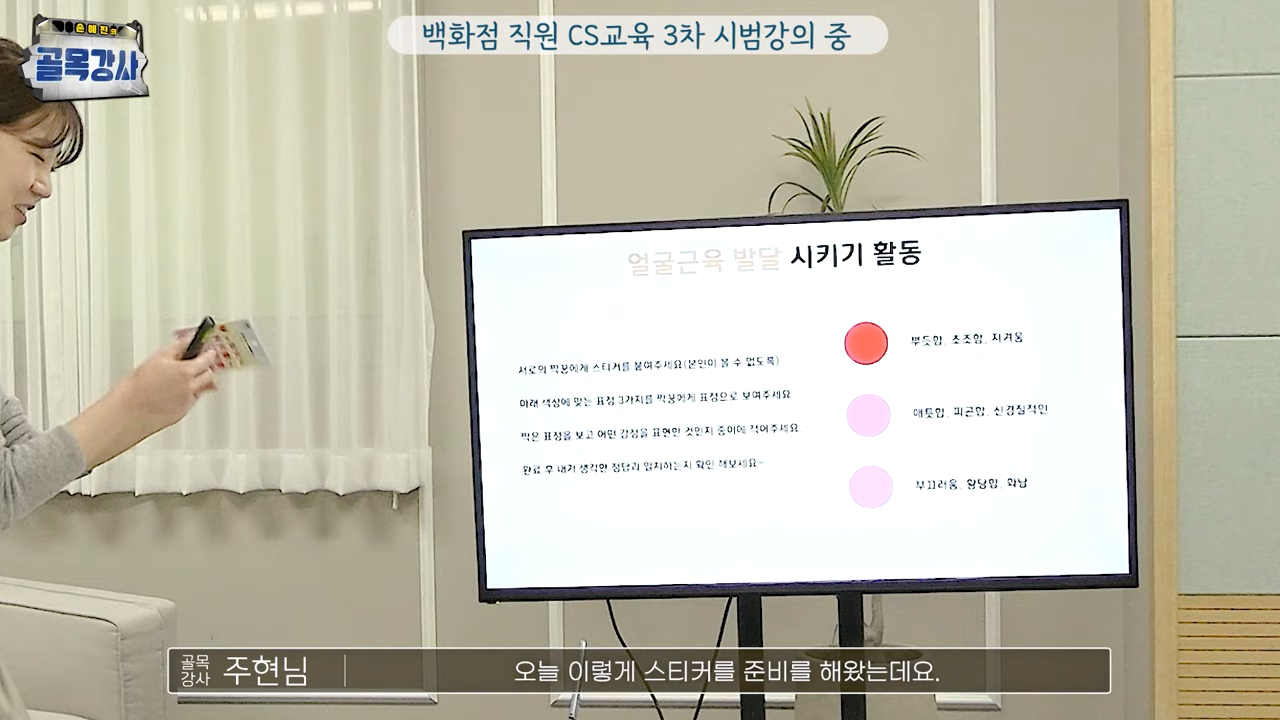 손혜진의
골목강사
백화점 직원 CS교육 3차 시범강의 중
얼굴근육 발달 시키기 활동
서로의 짝꿍에게 스티커를 붙여주세요(본인이 볼 수 없도록)
아래 색상에 맞는 표정 3가지를 짝꿍에게 표정으로 보여주세요
짝은 표정을 보고 어떤 감정을 표현한 것인지 종이에 적어주세요.
완료 후 내가 생각한 정답과 일치하는지 확인 해보세요~
뿌듯함, 초조함, 지겨움
애틋함, 피곤함, 신경질적인
부끄러움, 황당함, 화남
골목강사 주현님 오늘 이렇게 스티커를 준비를 해왔는데요.